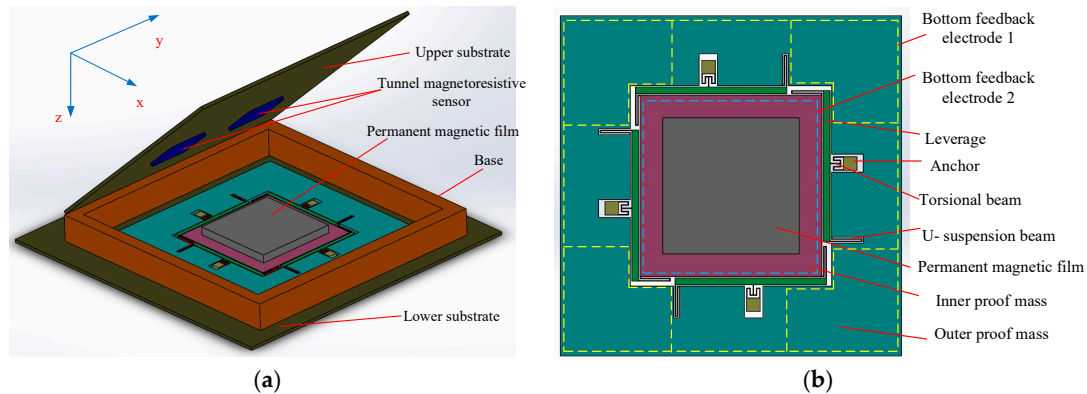 y
x
z
Upper substrate
Tunnel magnetoresistive
sensor
Permanent magnetic film
Base
Lower substrate
(a)
Bottom feedback
electrode 1
Bottom feedback
electrode 2
Leverage
Anchor
Torsional beam
U- suspension beam
Permanent magnetic film
Inner proof mass
Outer proof mass
(b)